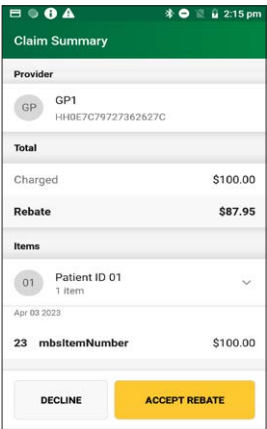 2:15 pm
Claim Summary
Provider
GP GP1
HH0E7C79727362627C
Total
Charged $100.00
Rebate $87.95
Items
01 Patient ID 01
1 item
Apr 03 2023
23 mbsItemNumber $100.00
DECLINE ACCEPT REBATE